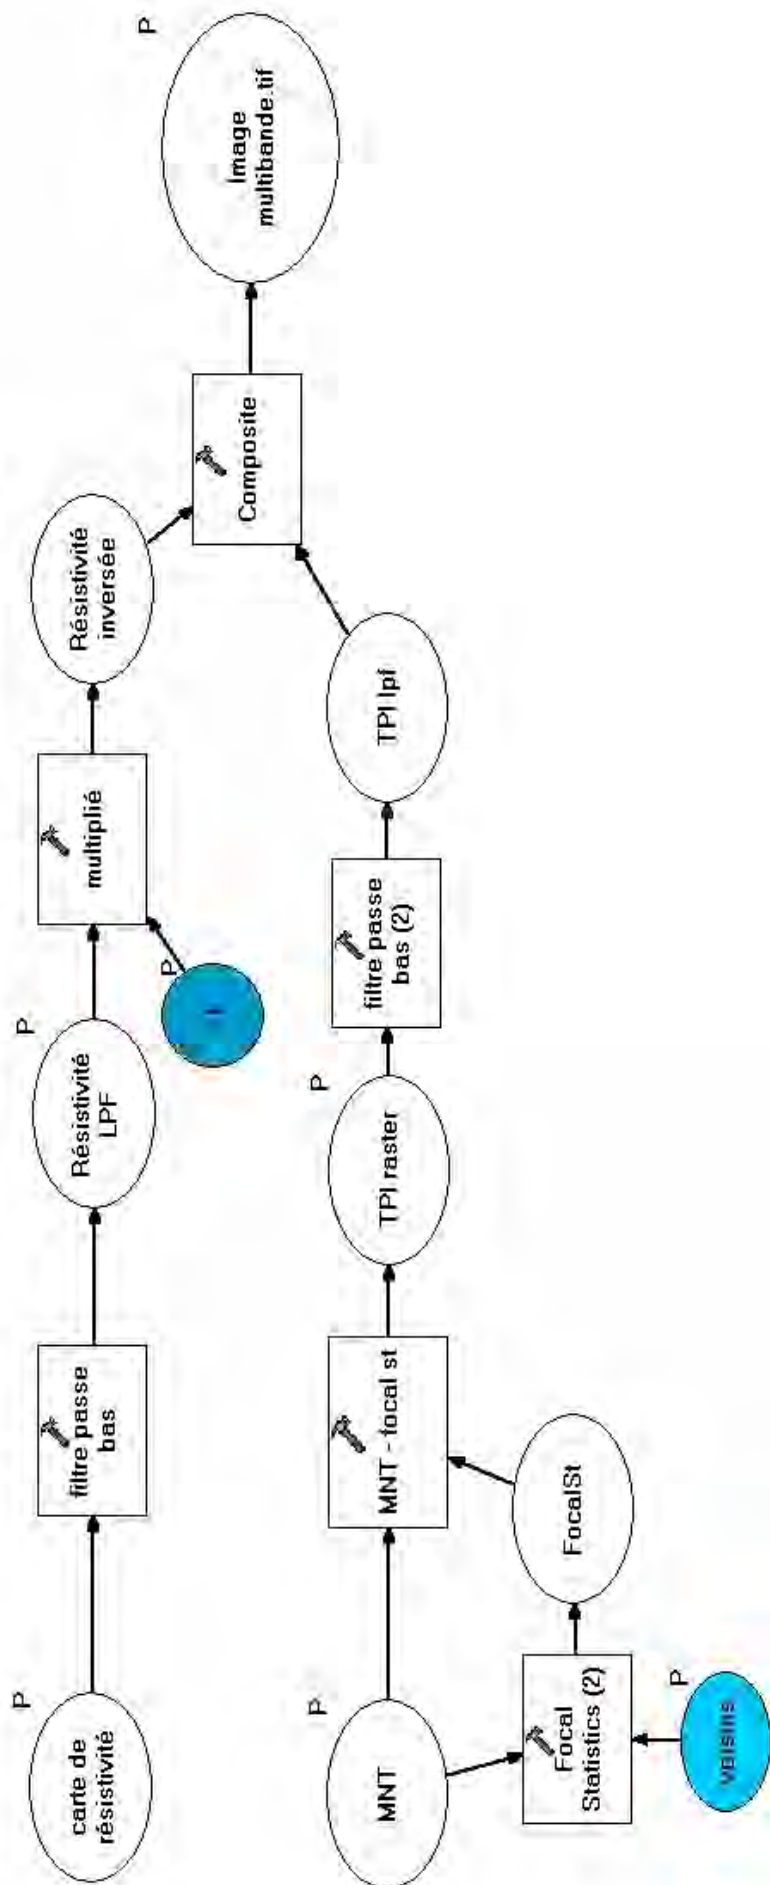 carte de
résistivité
P
filtre passe
bas
Résistivité
LPF
P
P
multiplié
Résistivité
inversée
MNT
P
voisins
P
Focal
Statistics (2)
FocalSt
MNT - focal st
TPI raster
P
filtre passe
bas (2)
TPI lpf
Composite
Image
multibande.tif
P